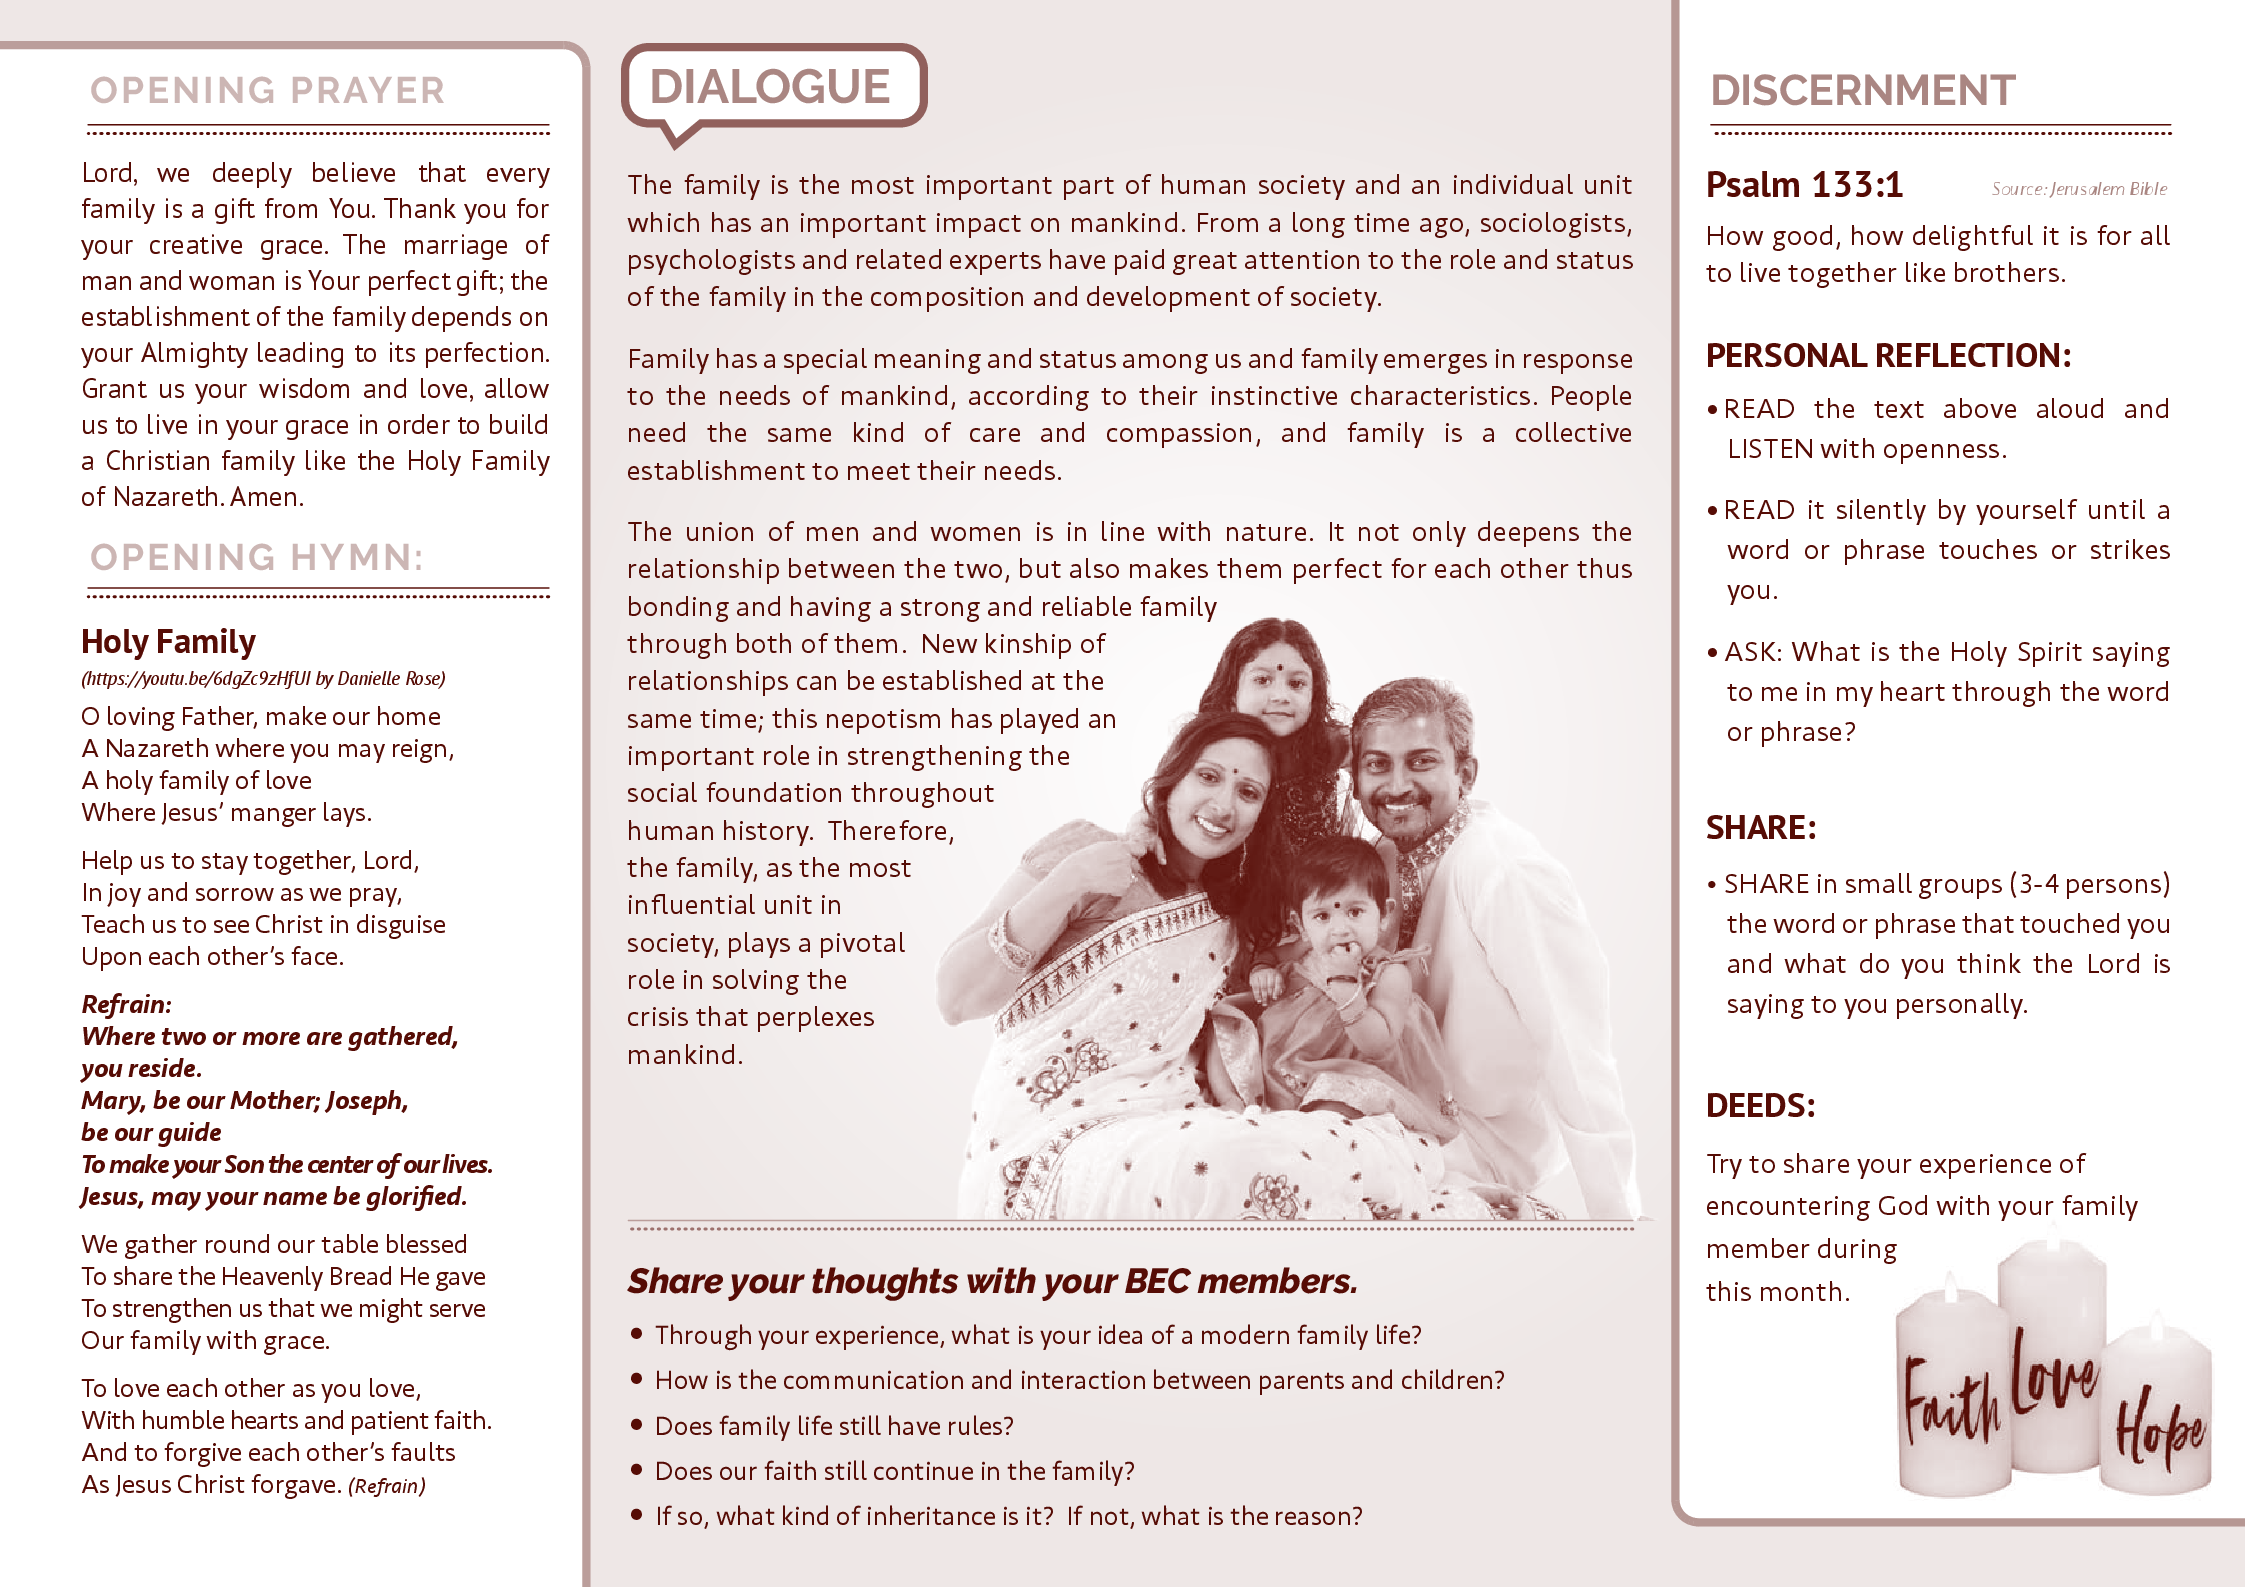 OPENING PRAYER
Lord, we deeply believe that every
family is a gift from You. Thank you for
your creative grace. The marriage of
man and woman is Your perfect gift; the
establishment of the family depends on
your Almighty leading to its perfection.
Grant us your wisdom and love, allow
us to live in your grace in order to build
a Christian family like the Holy Family
of Nazareth. Amen.
OPENING HYMN:
Holy Family
(https://youtu.be/6dgZc9zHfUI by Danielle Rose)
O loving Father, make our home
A Nazareth where you may reign,
A holy family of love
Where Jesus’ manger lays.
Help us to stay together, Lord,
In joy and sorrow as we pray,
Teach us to see Christ in disguise
Upon each other’s face.
Refrain:
Where two or more are gathered,
you reside.
Mary, be our Mother; Joseph,
be our guide
To make your Son the center of our lives.
Jesus, may your name be glorified.
We gather round our table blessed
To share the Heavenly Bread He gave
To strengthen us that we might serve
Our family with grace.
To love each other as you love,
With humble hearts and patient faith.
And to forgive each other’s faults
As Jesus Christ forgave. (Refrain)
DIALOGUE
The family is the most important part of human society and an individual unit
which has an important impact on mankind. From a long time ago, sociologists,
psychologists and related experts have paid great attention to the role and status
of the family in the composition and development of society.
Family has a special meaning and status among us and family emerges in response
to the needs of mankind, according to their instinctive characteristics. People
need the same kind of care and compassion, and family is a collective
establishment to meet their needs.
The union of men and women is in line with nature. It not only deepens the
relationship between the two, but also makes them perfect for each other thus
bonding and having a strong and reliable family
through both of them. New kinship of
relationships can be established at the
same time; this nepotism has played an
important role in strengthening the
social foundation throughout
human history. Therefore,
the family, as the most
influential unit in
society, plays a pivotal
role in solving the
crisis that perplexes
mankind.
Share your thoughts with your BEC members.
• Through your experience, what is your idea of a modern family life?
• How is the communication and interaction between parents and children?
• Does family life still have rules?
• Does our faith still continue in the family?
• If so, what kind of inheritance is it? If not, what is the reason?
DISCERNMENT
Psalm 133:1 Source: Jerusalem Bible
How good, how delightful it is for all
to live together like brothers.
PERSONAL REFLECTION:
• READ the text above aloud and
LISTEN with openness.
• READ it silently by yourself until a
word or phrase touches or strikes
you.
• ASK: What is the Holy Spirit saying
to me in my heart through the word
or phrase?
SHARE:
• SHARE in small groups (3-4 persons)
the word or phrase that touched you
and what do you think the Lord is
saying to you personally.
DEEDS:
Try to share your experience of
encountering God with your family
member during
this month.
Faith
Love
Hope